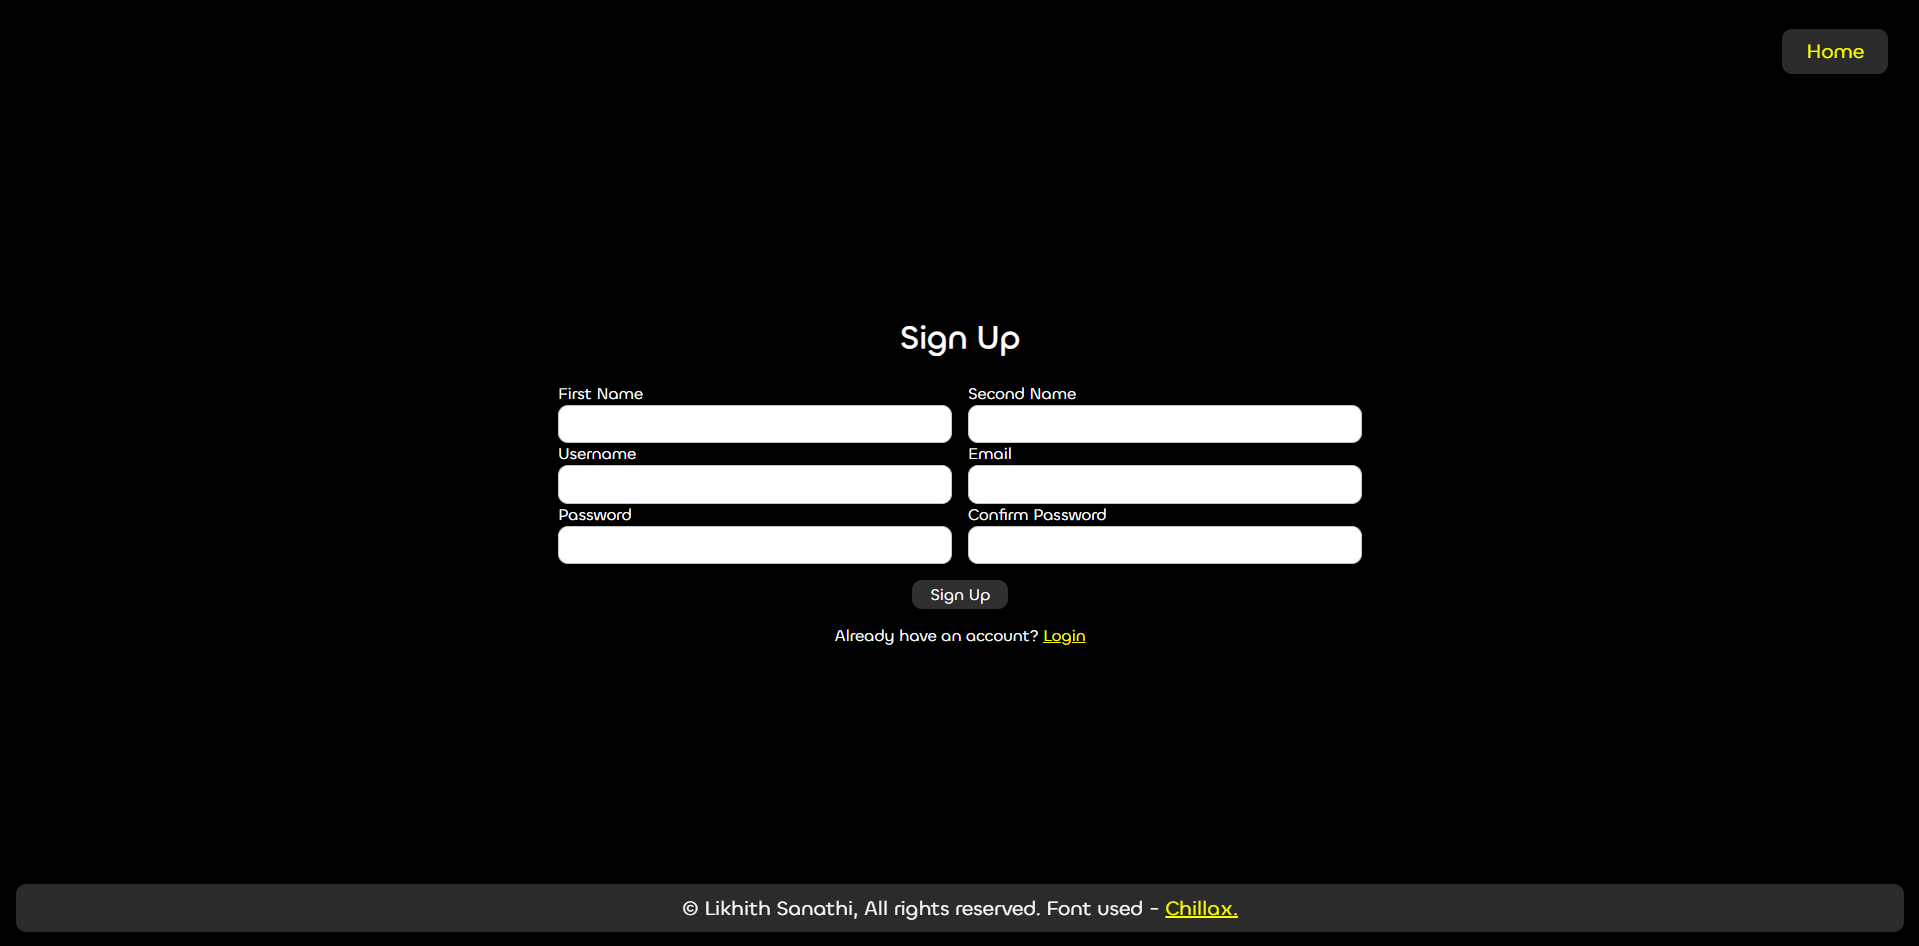 Home
Sign Up
First Name
Second Name
Username
Email
Password
Confirm Password
Sign Up
Already have an account? Login
© Likhith Sanathi, All rights reserved. Font used - Chillax.